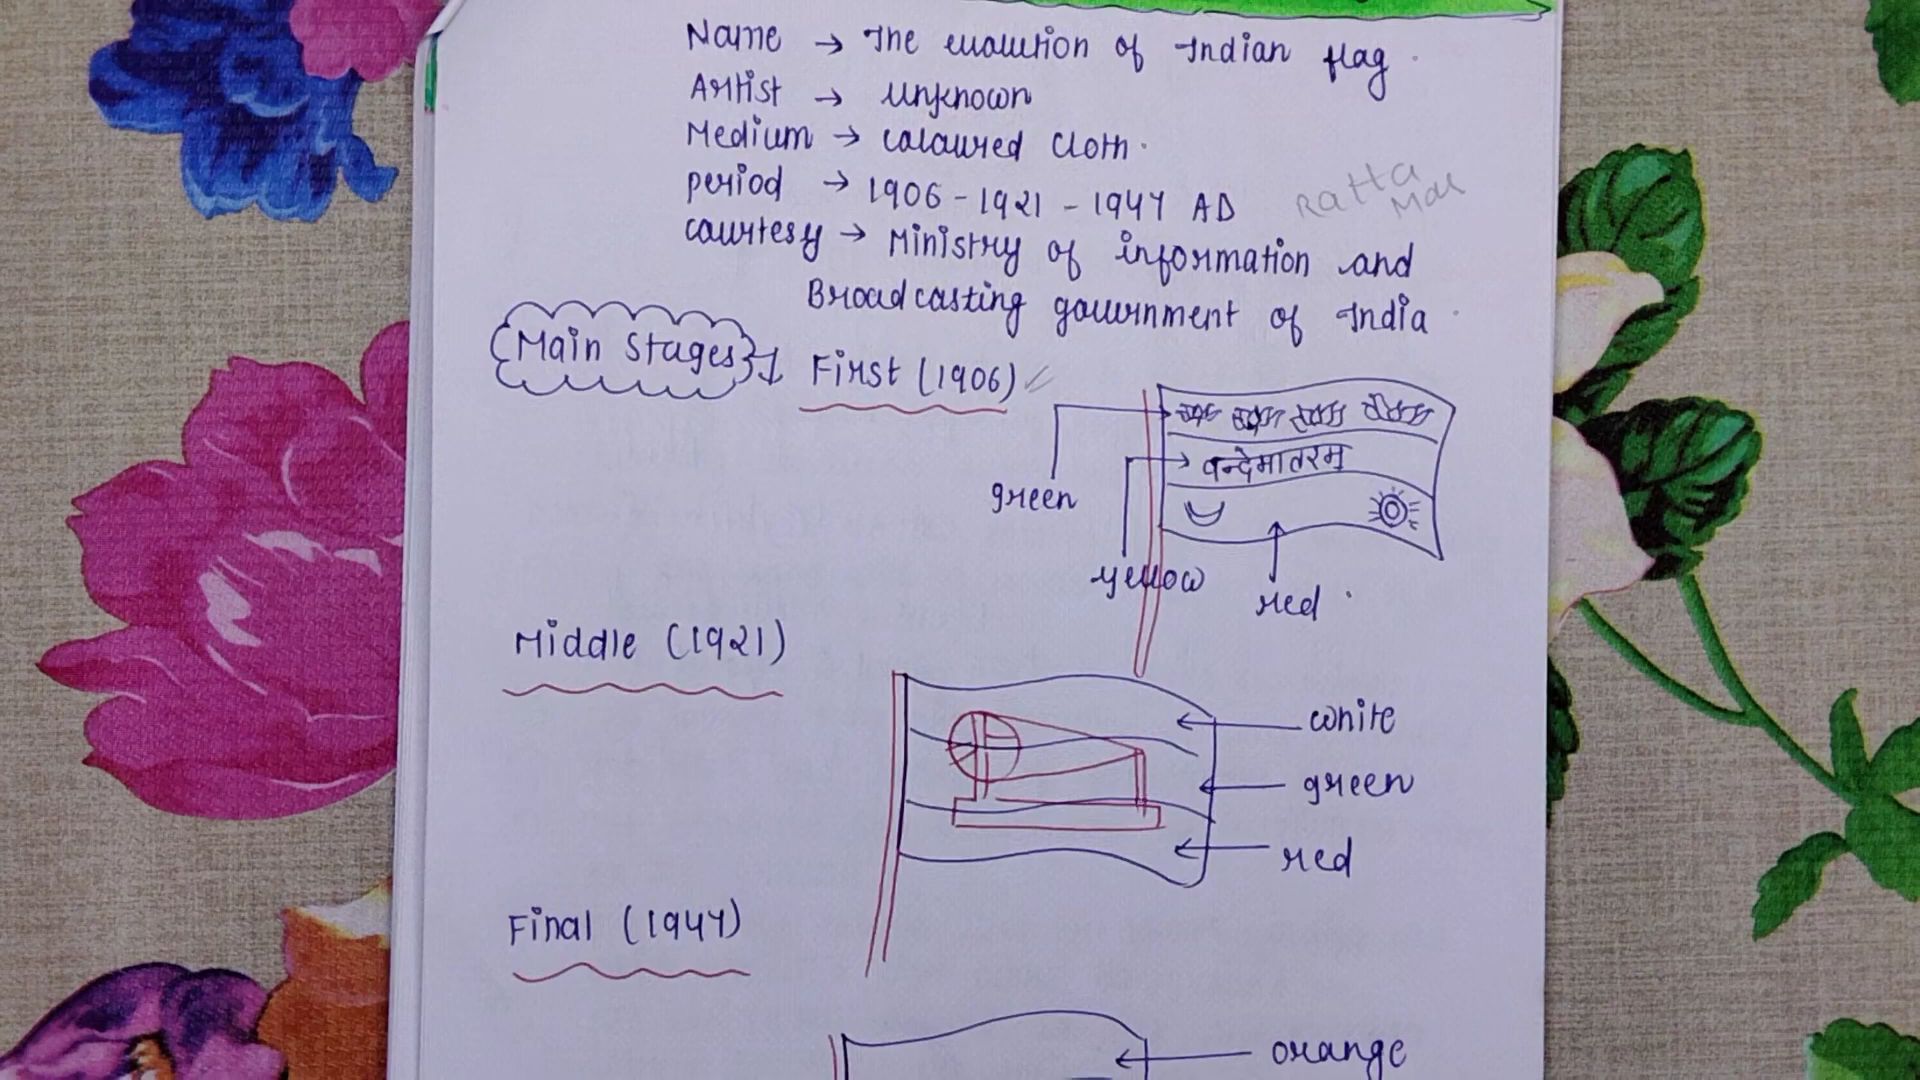 Name → The evolution of Indian flag.
Artist → unknown
Medium → coloured cloth.
period → 1906 - 1921 - 1947 AD
Ratta
Mar
courtesy → Ministry of information and
Broadcasting government of India.
Main Stages First (1906)
वन्देमातरम्
green
yellow
red.
Middle (1921)
white
green
red
Final (1947)
orange